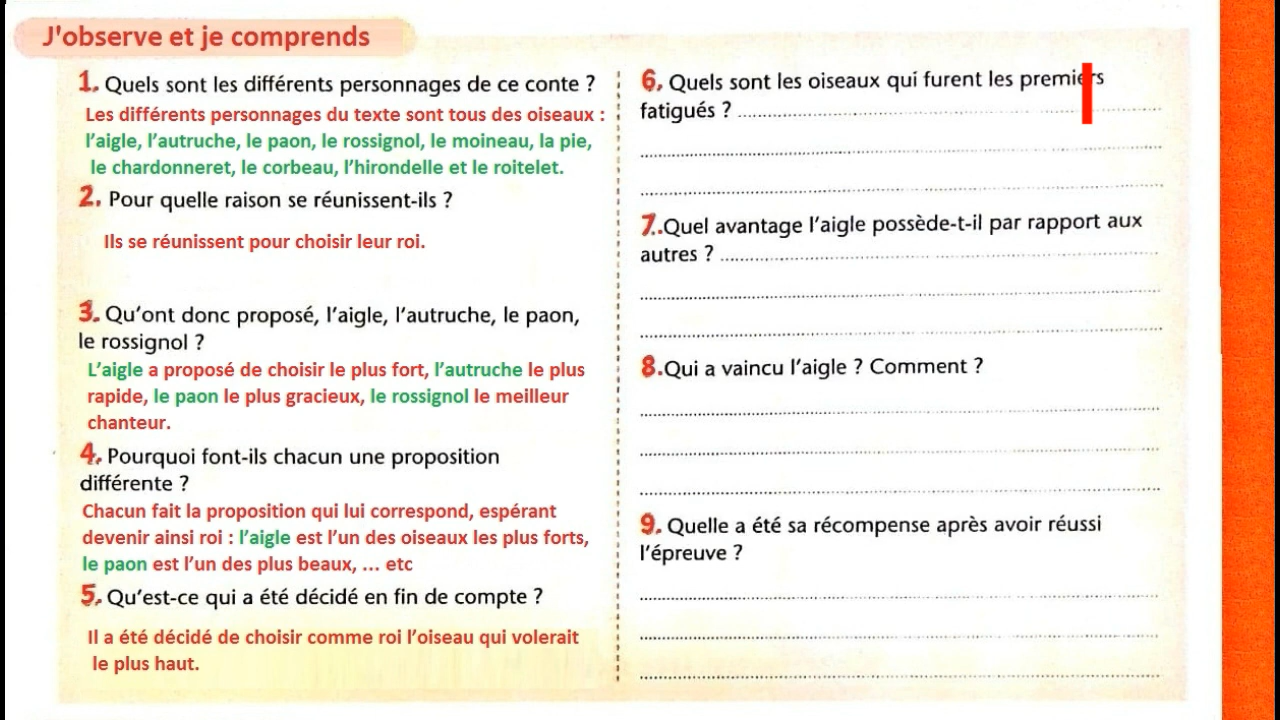 J'observe et je comprends
1. Quels sont les différents personnages de ce conte ?
Les différents personnages du texte sont tous des oiseaux :
l'aigle, l'autruche, le paon, le rossignol, le moineau, la pie,
le chardonneret, le corbeau, l'hirondelle et le roitelet.
2. Pour quelle raison se réunissent-ils ?
Ils se réunissent pour choisir leur roi.
3. Qu'ont donc proposé, l'aigle, l'autruche, le paon,
le rossignol ?
L'aigle a proposé de choisir le plus fort, l'autruche le plus
rapide, le paon le plus gracieux, le rossignol le meilleur
chanteur.
4. Pourquoi font-ils chacun une proposition
différente ?
Chacun fait la proposition qui lui correspond, espérant
devenir ainsi roi : l'aigle est l'un des oiseaux les plus forts,
le paon est l'un des plus beaux, ... etc
5. Qu'est-ce qui a été décidé en fin de compte ?
Il a été décidé de choisir comme roi l'oiseau qui volerait
le plus haut.
6. Quels sont les oiseaux qui furent les premiers
fatigués ?
7. Quel avantage l'aigle possède-t-il par rapport aux
autres ?
8. Qui a vaincu l'aigle ? Comment ?
9. Quelle a été sa récompense après avoir réussi
l'épreuve ?